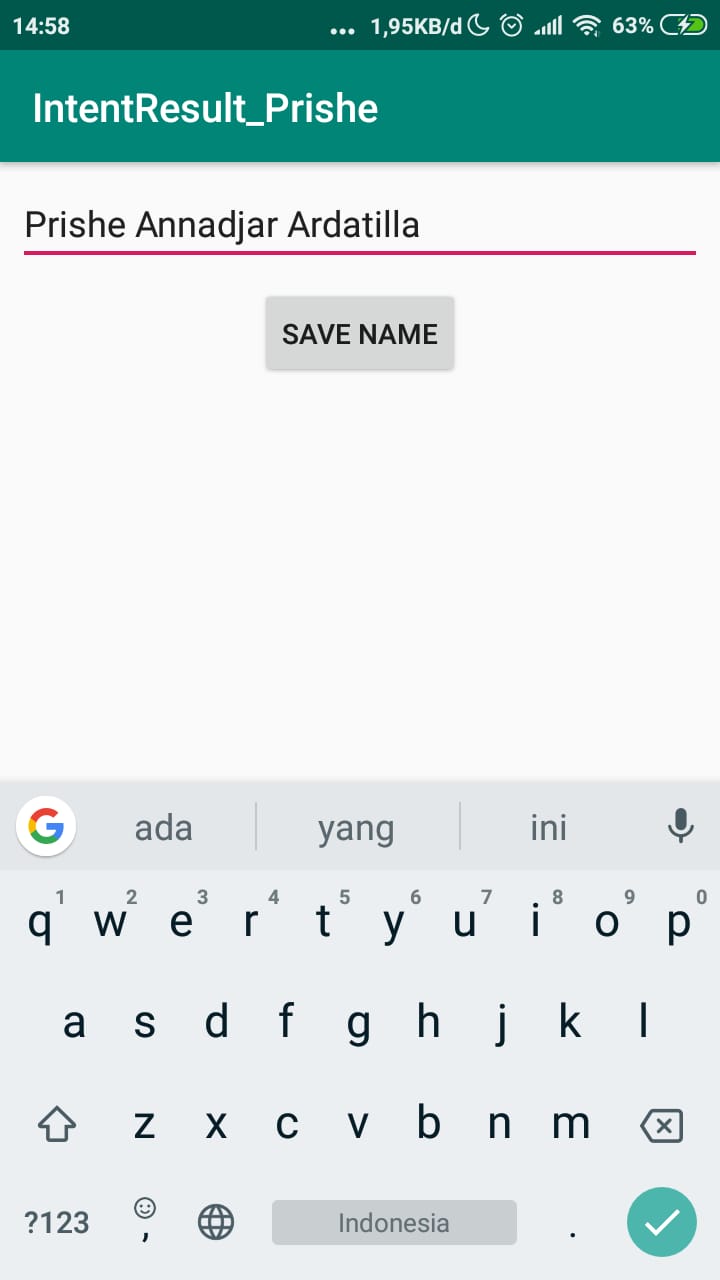 14:58 ... 1,95KB/d 63%
IntentResult_Prishe
Prishe Annadjar Ardatilla
SAVE NAME
G ada yang ini
1 2 3 4 5 6 7 8 9 0
q w e r t y u i o p
a s d f g h j k l
z x c v b n m
?123 , Indonesia .